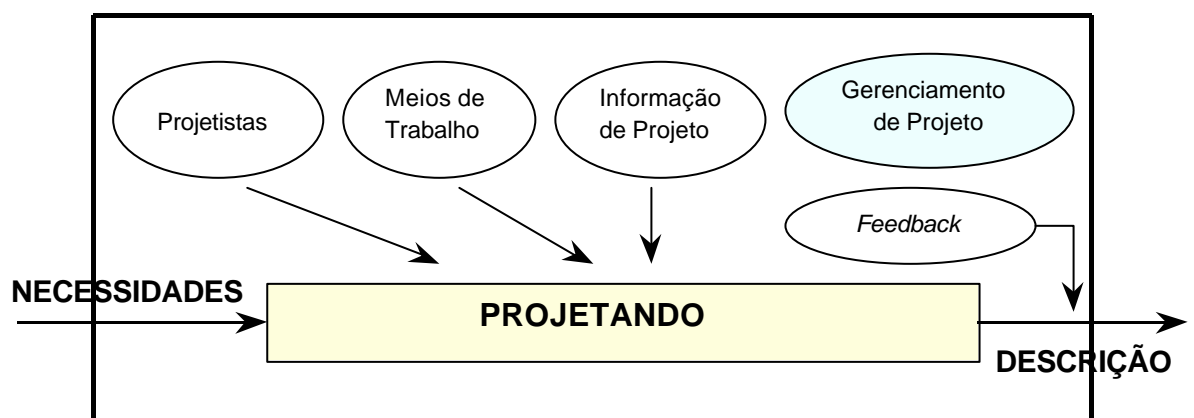 Projetistas
Meios de
Trabalho
Informação
de Projeto
Gerenciamento
de Projeto
Feedback
NECESSIDADES
PROJETANDO
DESCRIÇÃO